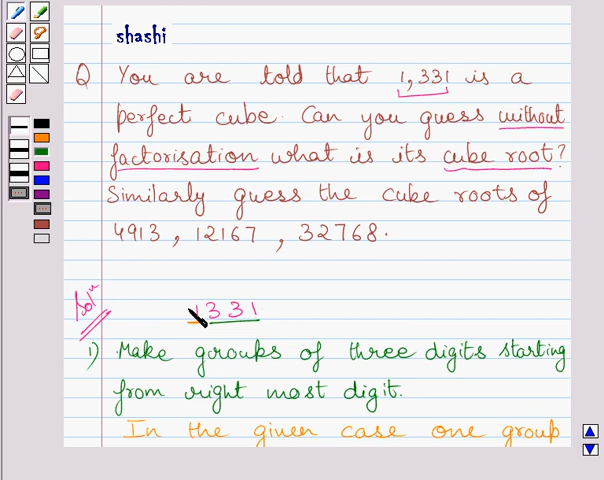 shashi
Q You are told that 1,331 is a
perfect cube. Can you guess without
factorisation what is its cube root?
Similarly guess the cube roots of
4913, 12167, 32768.
Solⁿ
1331
1) Make groups of three digits starting
from right most digit.
In the given case one group